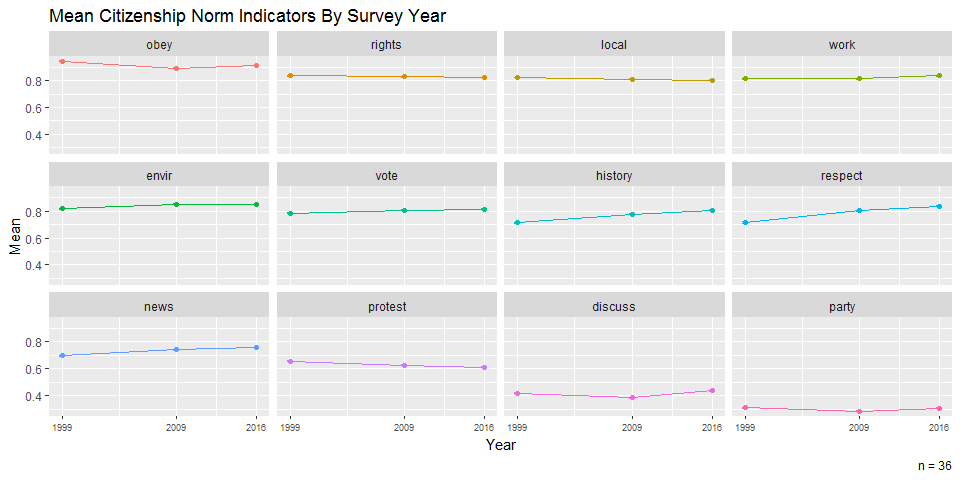 Mean Citizenship Norm Indicators By Survey Year
obey rights local work
0.8
0.6
0.4
envir vote history respect
0.8
0.6
0.4
Mean
news protest discuss party
0.8
0.6
0.4
1999 2009 2016 1999 2009 2016 1999 2009 2016 1999 2009 2016
Year
n = 36